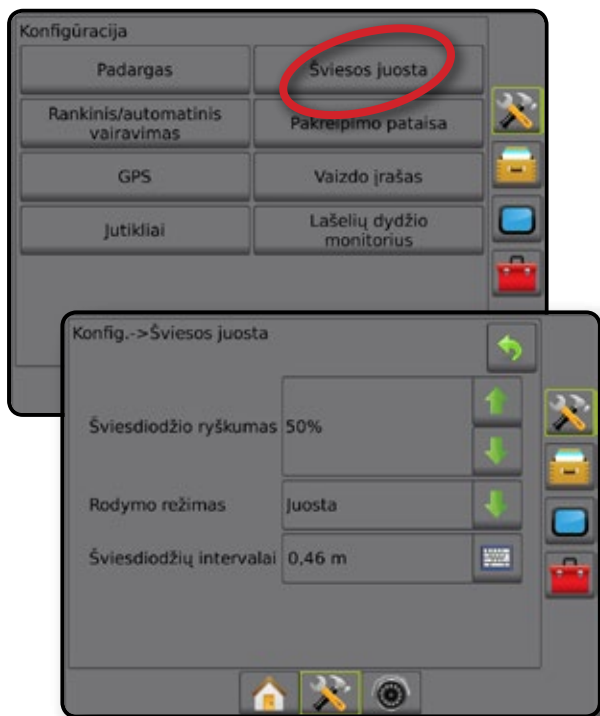 Konfigūracija
Padargas
Šviesos juosta
Rankinis/automatinis
vairavimas
Pakreipimo pataisa
GPS
Vaizdo įrašas
Jutikliai
Lašelių dydžio
monitorius
Konfig.->Šviesos juosta
Šviesdiodžio ryškumas 50%
Rodymo režimas Juosta
Šviesdiodžių intervalai 0,46 m